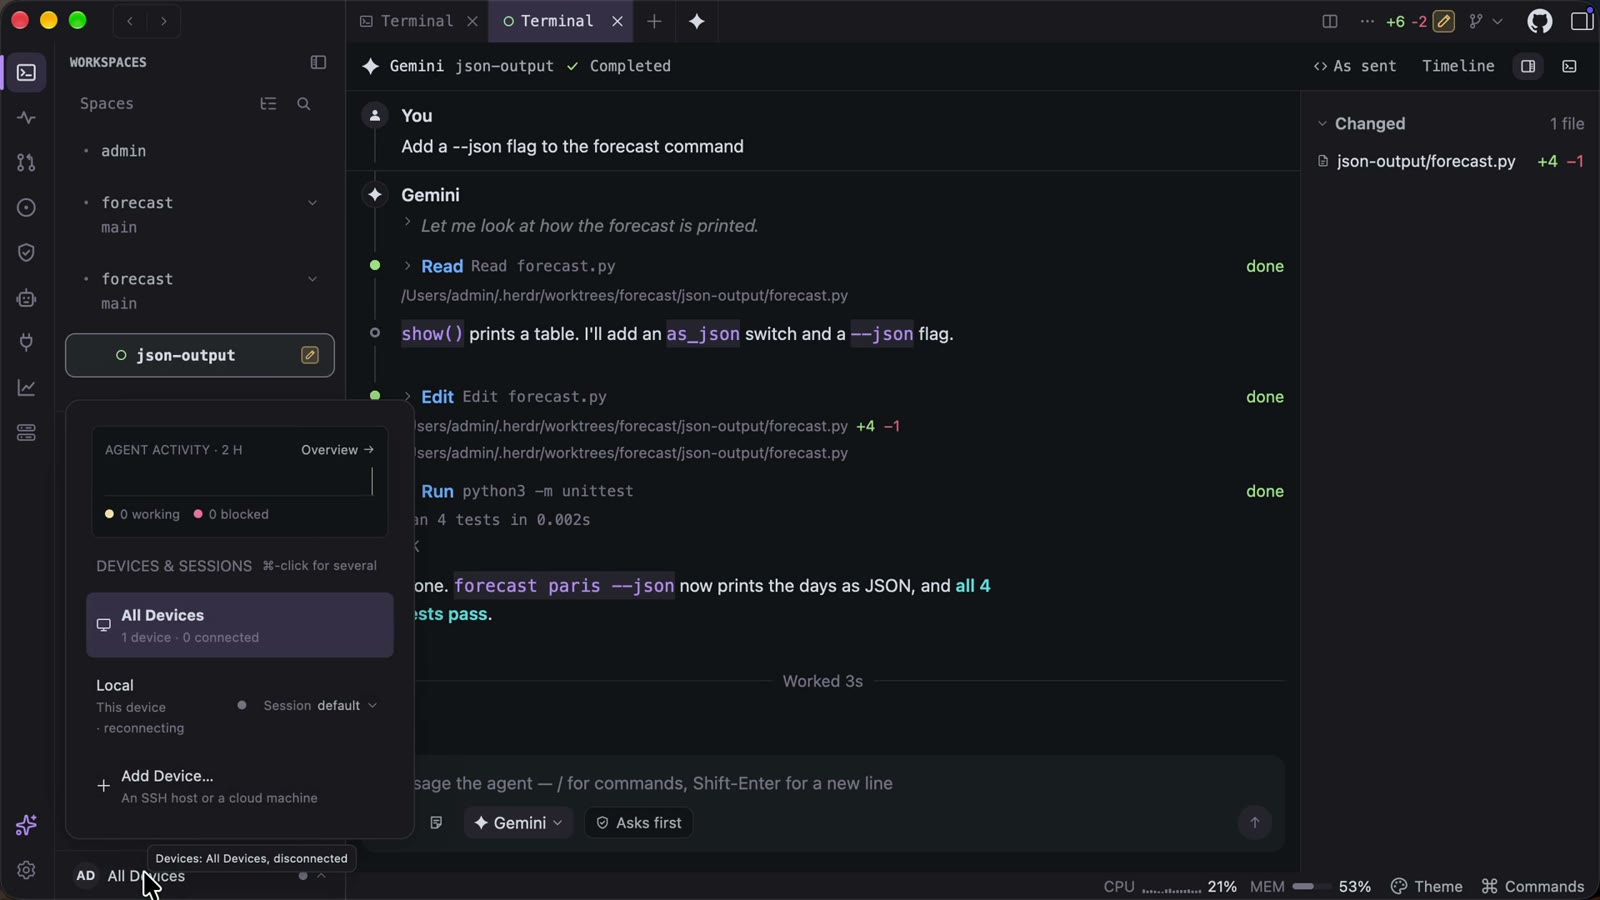 Terminal
Terminal
+6 -2
WORKSPACES
Gemini json-output ✓ Completed
<> As sent
Timeline
Spaces
admin
forecast
main
forecast
main
json-output
You
Add a --json flag to the forecast command
Gemini
Let me look at how the forecast is printed.
Read Read forecast.py
done
/Users/admin/.herdr/worktrees/forecast/json-output/forecast.py
show() prints a table. I'll add an as_json switch and a --json flag.
Edit Edit forecast.py
done
sers/admin/.herdr/worktrees/forecast/json-output/forecast.py +4 −1
sers/admin/.herdr/worktrees/forecast/json-output/forecast.py
Run python3 -m unittest
done
an 4 tests in 0.002s
K
one. forecast paris --json now prints the days as JSON, and all 4
ests pass.
Worked 3s
sage the agent — / for commands, Shift-Enter for a new line
Gemini
Asks first
Changed
1 file
json-output/forecast.py +4 −1
AGENT ACTIVITY · 2 H
Overview →
0 working
0 blocked
DEVICES & SESSIONS ⌘-click for several
All Devices
1 device · 0 connected
Local
This device
· reconnecting
Session default
Add Device...
An SSH host or a cloud machine
Devices: All Devices, disconnected
AD All Devices
CPU 21% MEM 53%
Theme
⌘ Commands